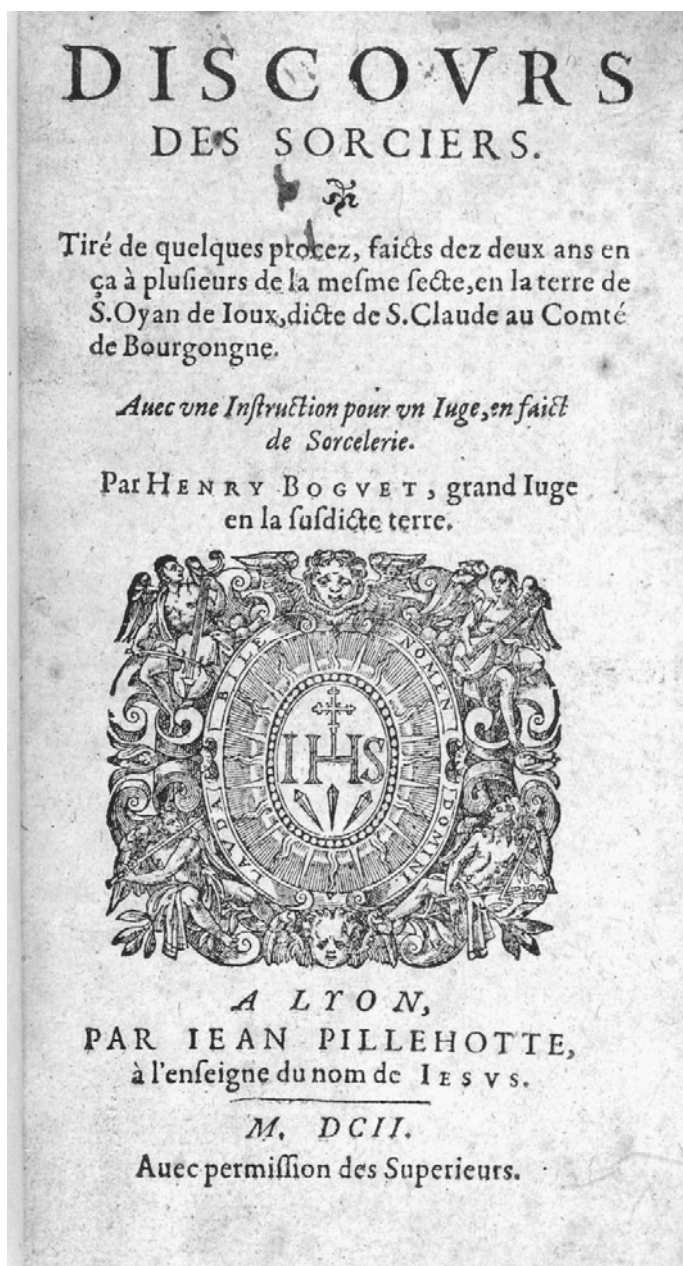 DISCOVRS
DES SORCIERS.
Tiré de quelques procez, faicts dez deux ans en
ça à pluſieurs de la meſme ſecte, en la terre de
S. Oyan de Ioux, dicte de S. Claude au Comté
de Bourgongne.
Auec vne Inſtruction pour vn Iuge, en faict
de Sorcelerie.
Par HENRY BOGVET, grand Iuge
en la ſuſdicte terre.
LAVDABILE NOMEN DOMINI
IHS
A LYON,
PAR IEAN PILLEHOTTE,
à l'enſeigne du nom de IESVS.
M. DCII.
Auec permiſſion des Superieurs.